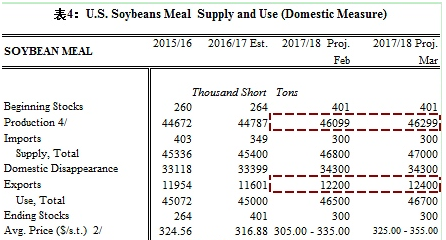 表4: U.S. Soybeans Meal Supply and Use (Domestic Measure)
SOYBEAN MEAL 2015/16 2016/17 Est. 2017/18 Proj. Feb 2017/18 Proj. Mar
Thousand Short Tons
Beginning Stocks 260 264 401 401
Production 4/ 44672 44787 46099 46299
Imports 403 349 300 300
Supply, Total 45336 45400 46800 47000
Domestic Disappearance 33118 33399 34300 34300
Exports 11954 11601 12200 12400
Use, Total 45072 45000 46500 46700
Ending Stocks 264 401 300 300
Avg. Price ($/s.t.) 2/ 324.56 316.88 305.00 - 335.00 325.00 - 355.00